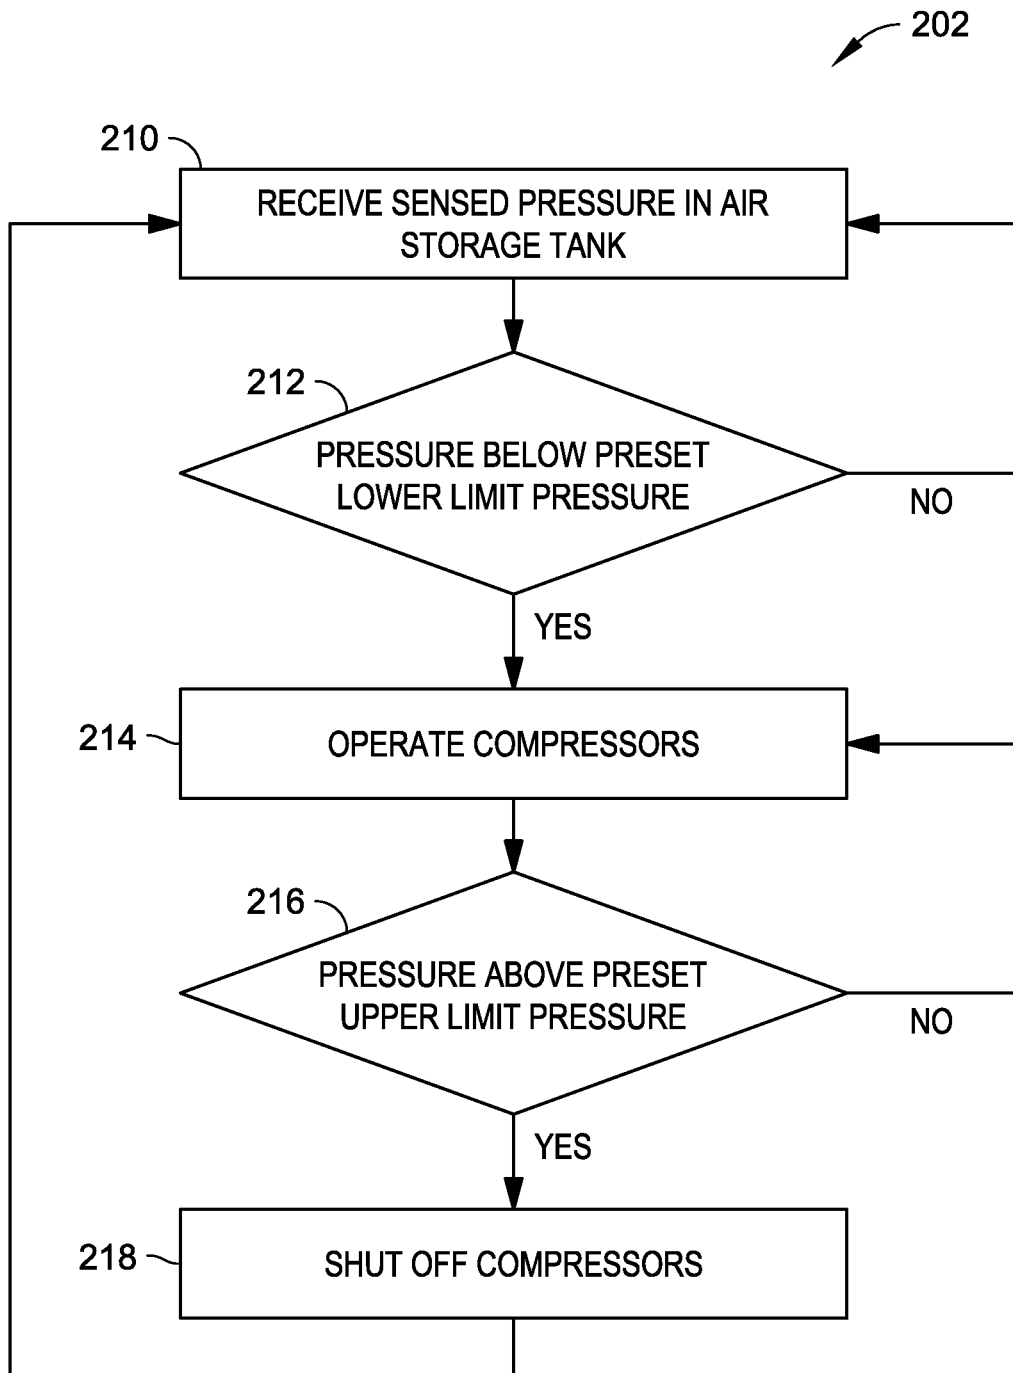 202
210
RECEIVE SENSED PRESSURE IN AIR
STORAGE TANK
212
PRESSURE BELOW PRESET
LOWER LIMIT PRESSURE
NO
YES
214
OPERATE COMPRESSORS
216
PRESSURE ABOVE PRESET
UPPER LIMIT PRESSURE
NO
YES
218
SHUT OFF COMPRESSORS